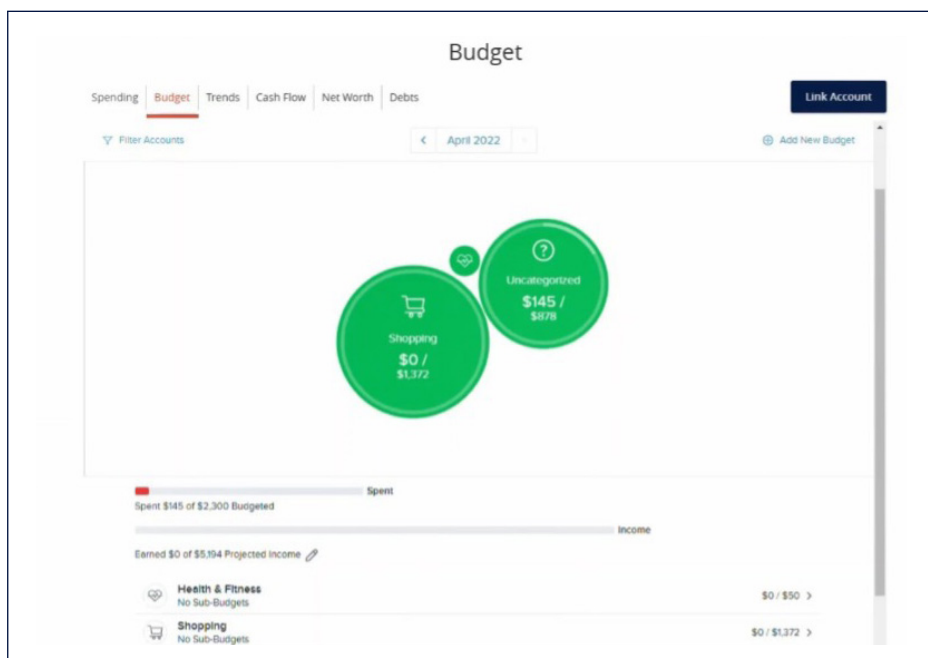 Budget
Spending Budget Trends Cash Flow Net Worth Debts Link Account
Filter Accounts < April 2022 Add New Budget
?
Uncategorized
$145 /
$878
Shopping
$0 /
$1,372
Spent
Spent $145 of $2,300 Budgeted
Income
Earned $0 of $5,194 Projected Income
Health & Fitness
No Sub-Budgets
$0 / $50 >
Shopping
No Sub-Budgets
$0 / $1,372 >